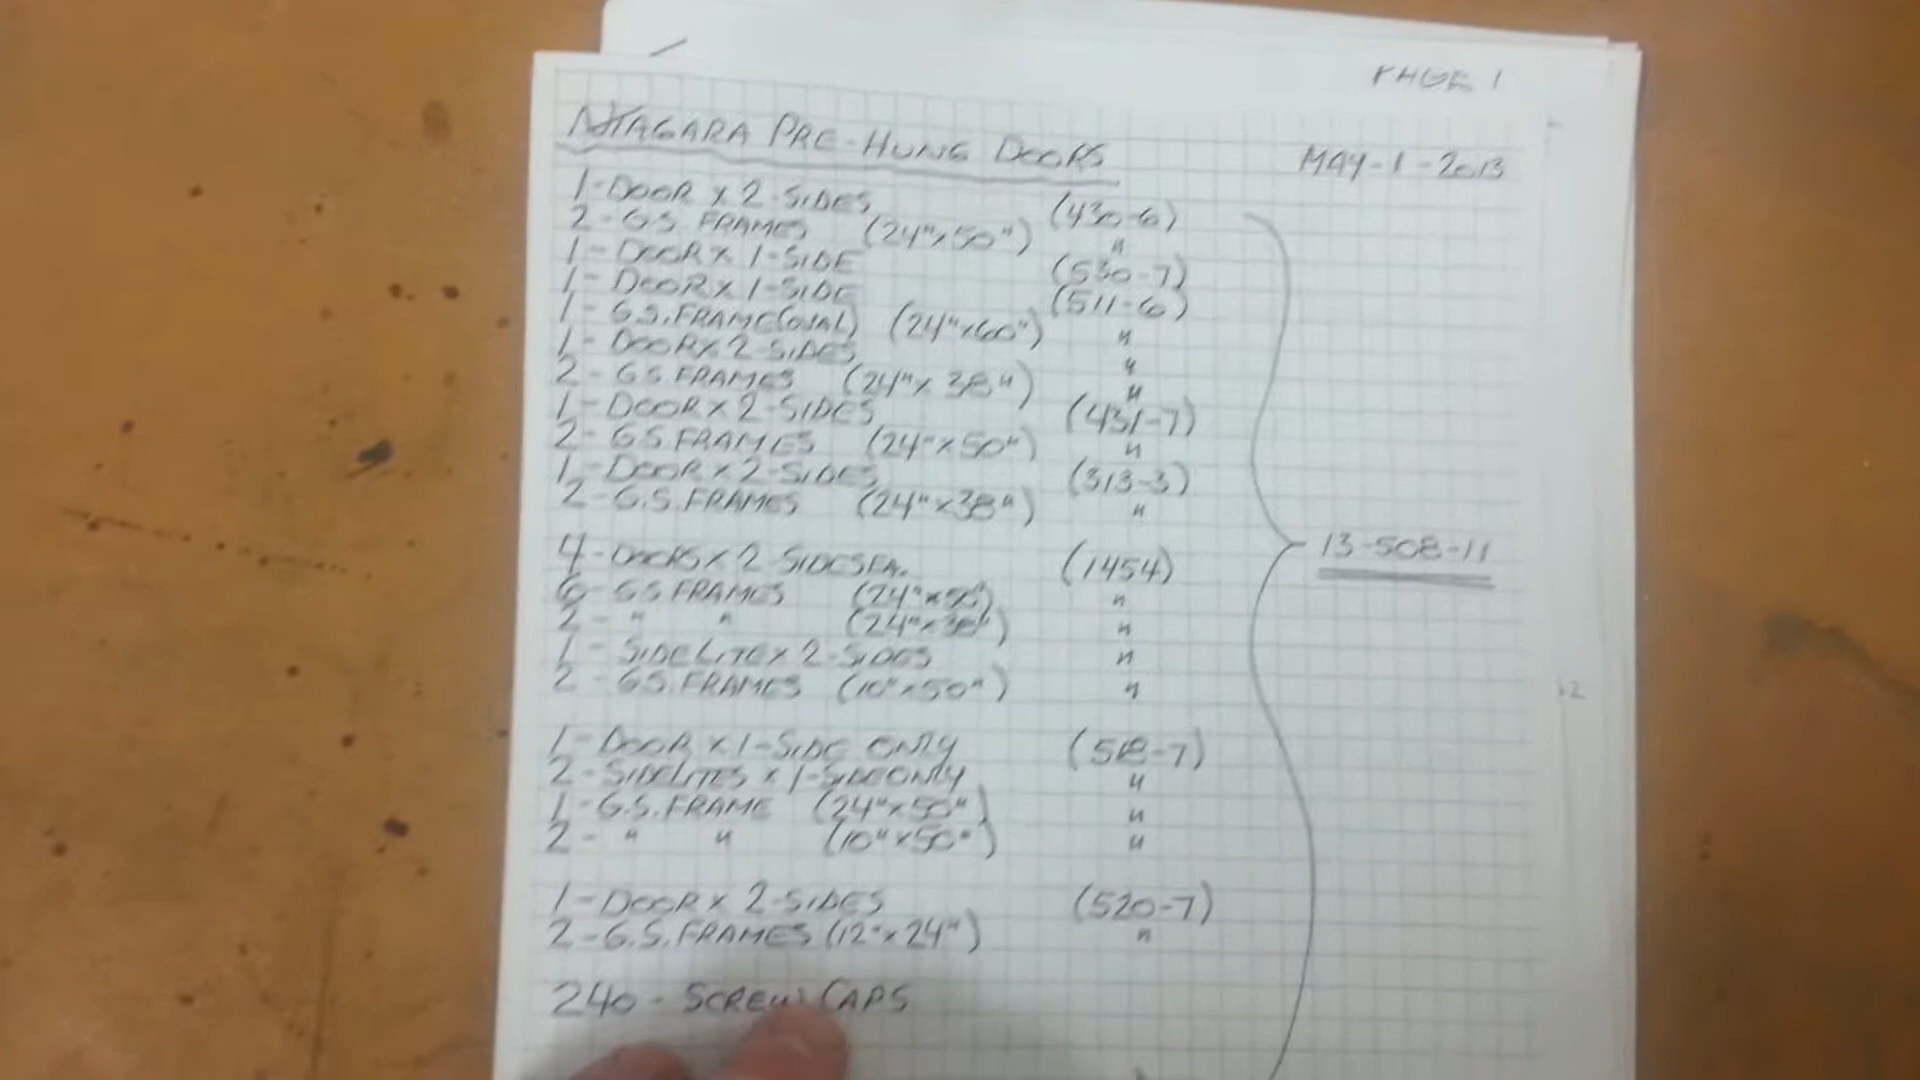 PAGE 1
NIAGARA PRE-HUNG DOORS MAY-1-2013
1-DOOR X 2-SIDES (430-6)
2-GS. FRAMES (24"x50") "
1-DOOR X 1-SIDE (530-7)
1-DOOR X 1-SIDE (511-6)
1-G.S. FRAME(OVAL) (24"x60") "
1-DOOR X 2-SIDES "
2-GS. FRAMES (24"x38") "
1-DOOR X 2-SIDES (431-7)
2-GS FRAMES (24"x50") "
1-DOOR X 2-SIDES (313-3)
2-G.S. FRAMES (24"x38") "
13-508-11
4-DOORS X 2 SIDES EA. (1454)
6-GS FRAMES (24"x50") "
2- " " (24"x38") "
1-SIDELITE X 2-SIDES "
2-GS. FRAMES (10"x50") "
1-DOOR X 1-SIDE ONLY (518-7)
2-SIDELITES X 1-SIDE ONLY "
1-G.S. FRAME (24"x50") "
2- " " (10"x50") "
1-DOOR X 2-SIDES (520-7)
2-G.S. FRAMES (12"x24") "
240-SCREW CAPS